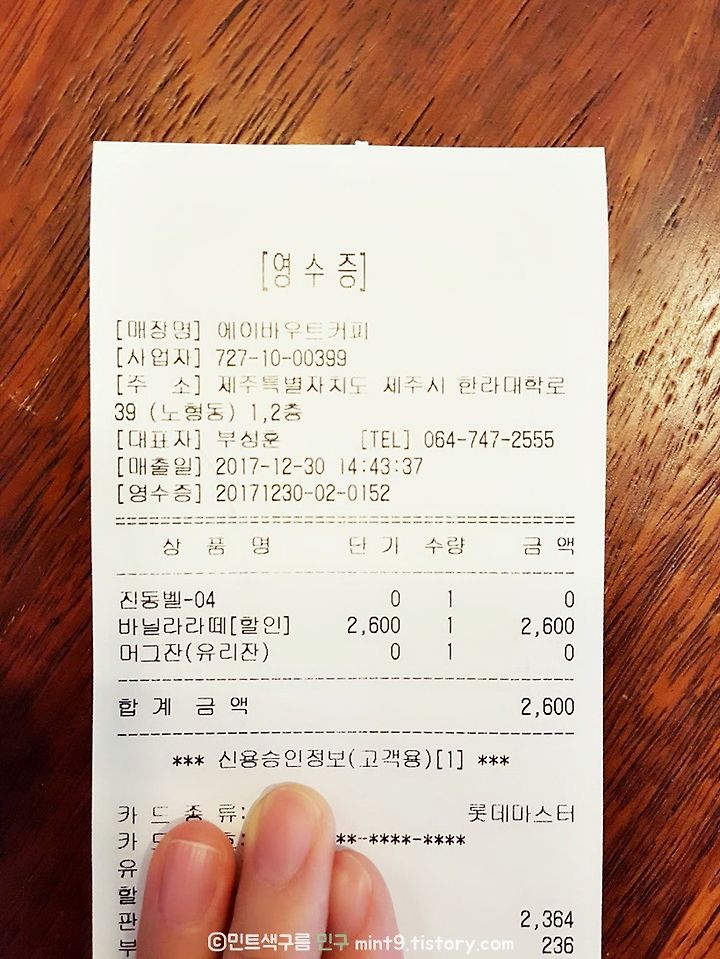 [영 수 증]
[매장명] 에이바우트커피
[사업자] 727-10-00399
[주 소] 제주특별자치도 제주시 한라대학로
39 (노형동) 1,2층
[대표자] 부성훈 [TEL] 064-747-2555
[매출일] 2017-12-30 14:43:37
[영수증] 20171230-02-0152
상 품 명 단 가 수량 금 액
진동벨-04 0 1 0
바닐라라떼[할인] 2,600 1 2,600
머그잔(유리잔) 0 1 0
합 계 금 액 2,600
*** 신용승인정보(고객용)[1] ***
카 드 종 류: 롯데마스터
카 드 **-****-****
유
할
판 2,364
부 236
©민트색구름 민구 mint9.tistory.com